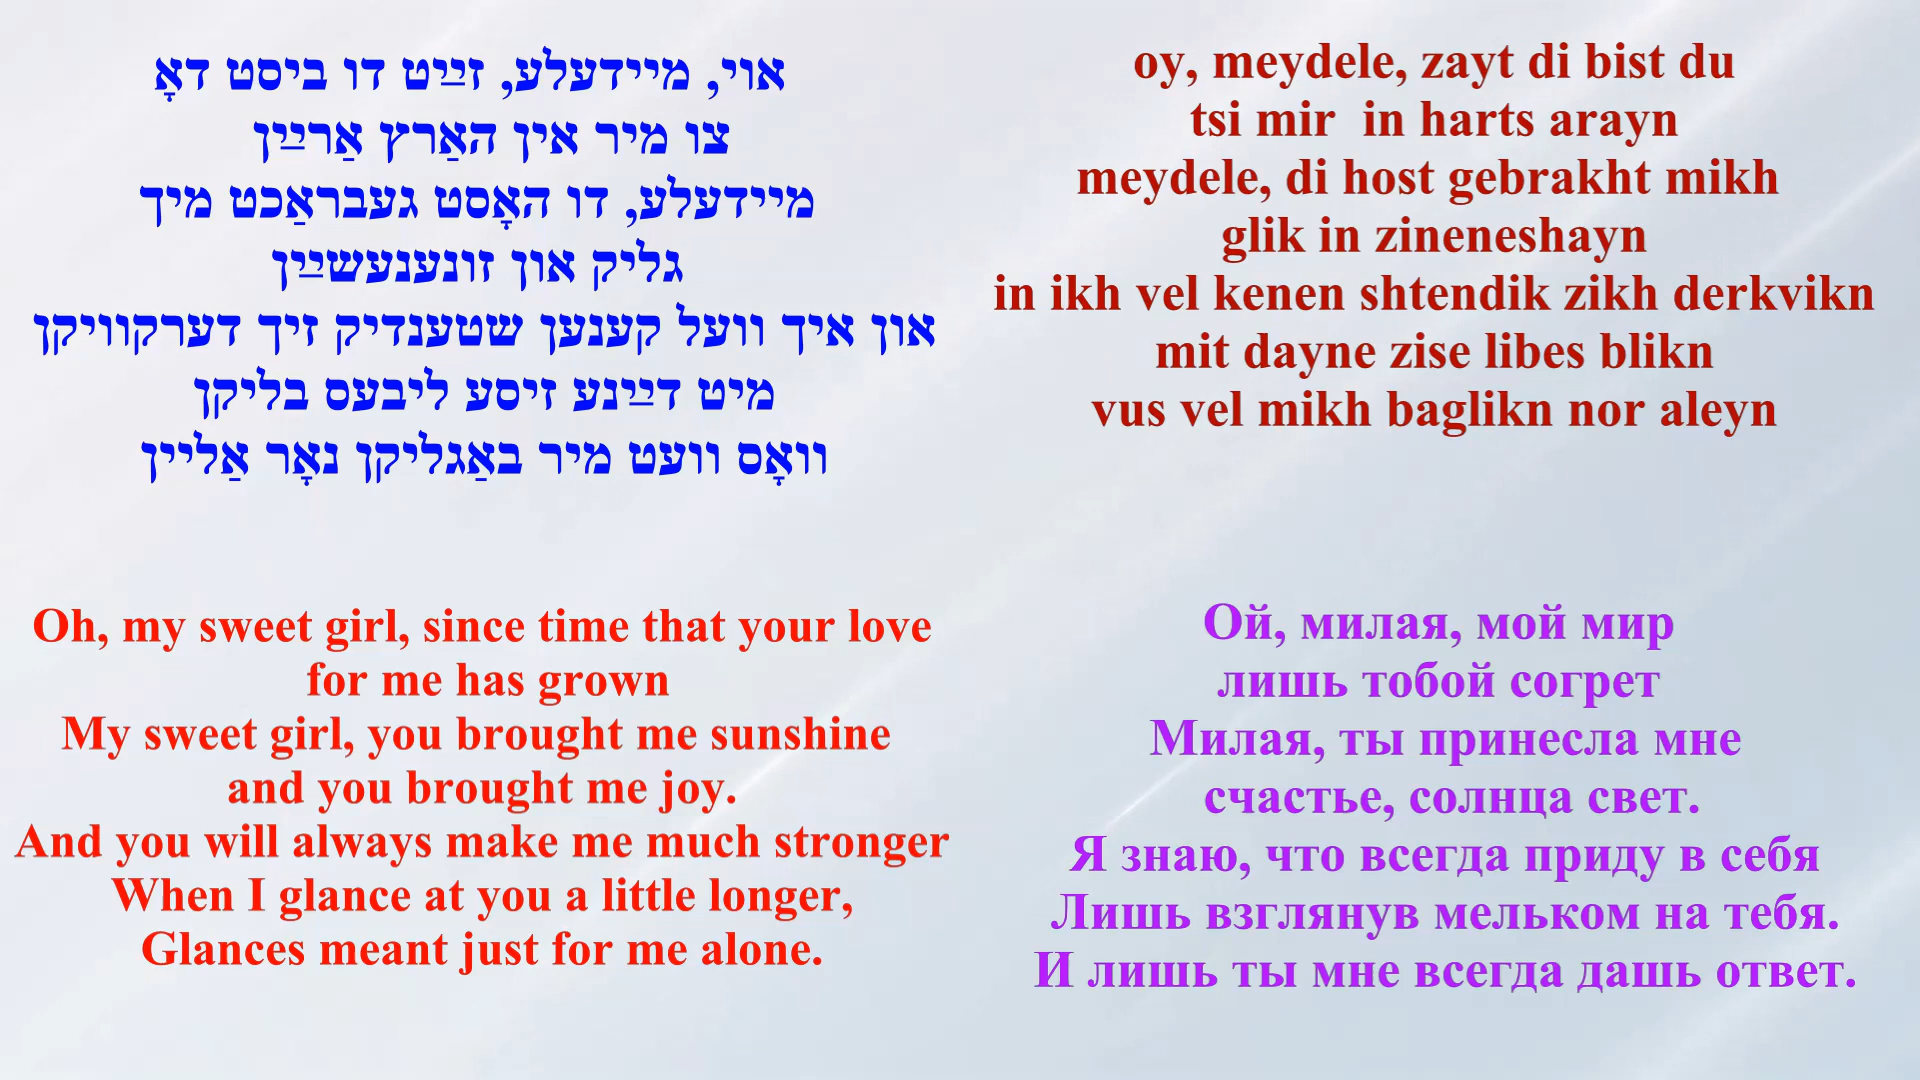 אוי, מיידעלע, זײַט דו ביסט דאָ
צו מיר אין האַרץ אַרײַן
מיידעלע, דו האָסט געבראַכט מיך
גליק און זונענעשײַן
און איך וועל קענען שטענדיק זיך דערקוויקן
מיט דײַנע זיסע ליבעס בליקן
וואָס וועט מיר באַגליקן נאָר אַליין
oy, meydele, zayt di bist du
tsi mir in harts arayn
meydele, di host gebrakht mikh
glik in zineneshayn
in ikh vel kenen shtendik zikh derkvikn
mit dayne zise libes blikn
vus vel mikh baglikn nor aleyn
Oh, my sweet girl, since time that your love
for me has grown
My sweet girl, you brought me sunshine
and you brought me joy.
And you will always make me much stronger
When I glance at you a little longer,
Glances meant just for me alone.
Ой, милая, мой мир
лишь тобой согрет
Милая, ты принесла мне
счастье, солнца свет.
Я знаю, что всегда приду в себя
Лишь взглянув мельком на тебя.
И лишь ты мне всегда дашь ответ.